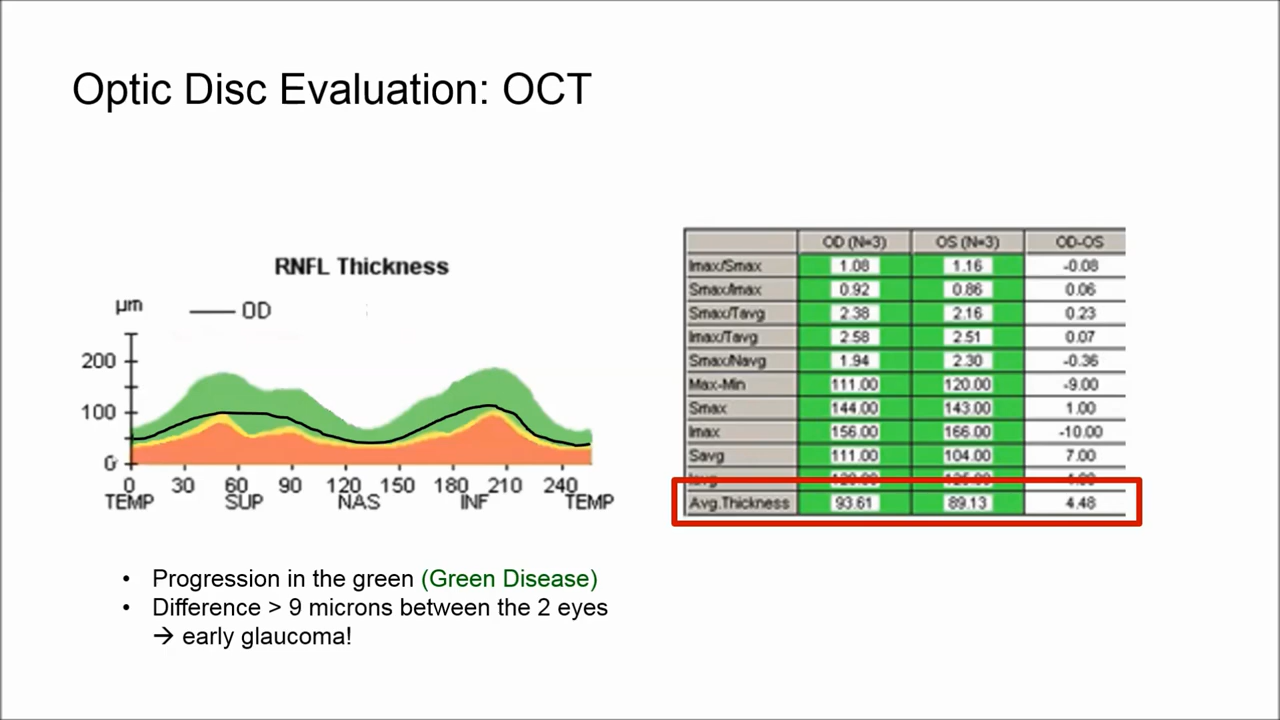 Optic Disc Evaluation: OCT
RNFL Thickness
µm
OD
200
100
0
0 30 60 90 120 150 180 210 240
TEMP SUP NAS INF TEMP
OD (N=3) OS (N=3) OD-OS
Imax/Smax 1.08 1.16 -0.08
Smax/Imax 0.92 0.86 0.06
Smax/Tavg 2.38 2.16 0.23
Imax/Tavg 2.58 2.51 0.07
Smax/Navg 1.94 2.30 -0.36
Max-Min 111.00 120.00 -9.00
Smax 144.00 143.00 1.00
Imax 156.00 166.00 -10.00
Savg 111.00 104.00 7.00
Avg.Thickness 93.61 89.13 4.48
• Progression in the green (Green Disease)
• Difference > 9 microns between the 2 eyes
→ early glaucoma!